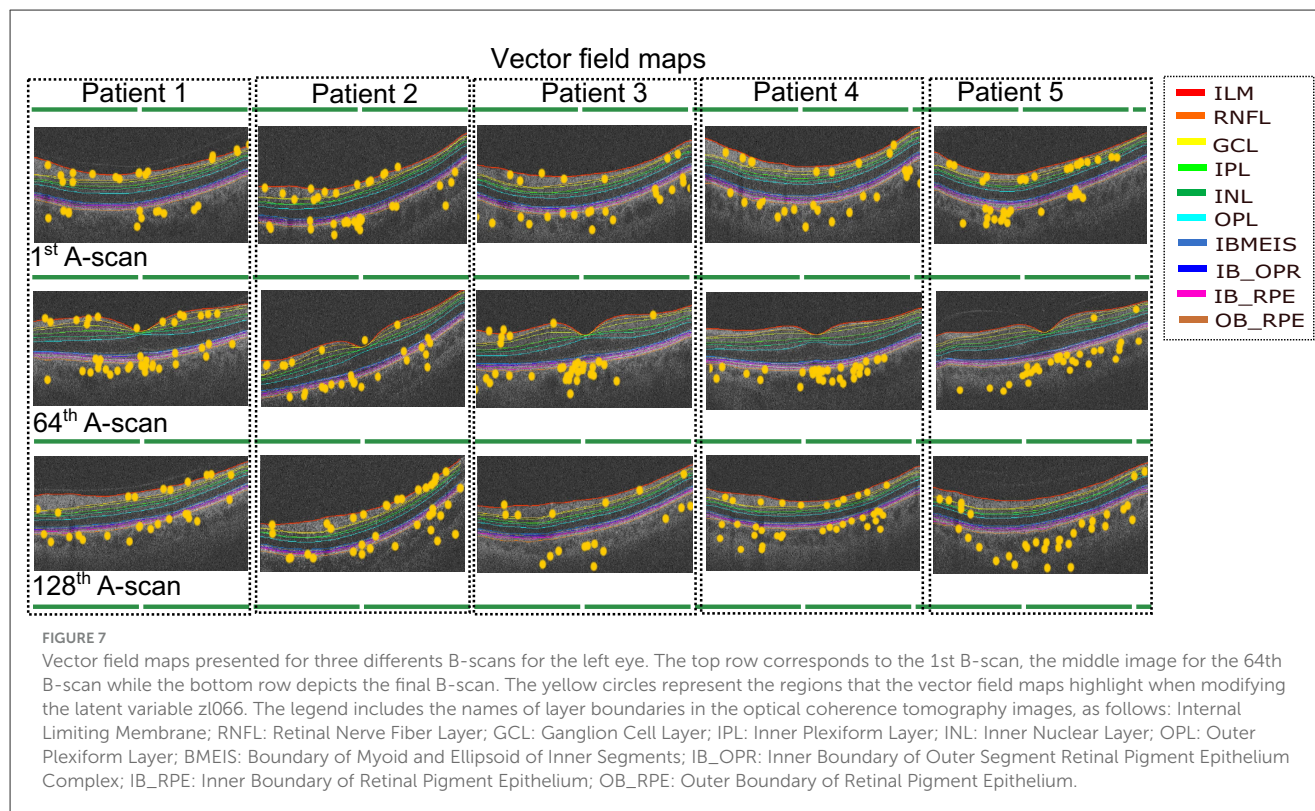 Vector field maps
Patient 1
Patient 2
Patient 3
Patient 4
Patient 5
ILM
RNFL
GCL
IPL
INL
OPL
IBMEIS
IB_OPR
IB_RPE
OB_RPE
1st A-scan
64th A-scan
128th A-scan
FIGURE 7
Vector field maps presented for three differents B-scans for the left eye. The top row corresponds to the 1st B-scan, the middle image for the 64th
B-scan while the bottom row depicts the final B-scan. The yellow circles represent the regions that the vector field maps highlight when modifying
the latent variable zl066. The legend includes the names of layer boundaries in the optical coherence tomography images, as follows: Internal
Limiting Membrane; RNFL: Retinal Nerve Fiber Layer; GCL: Ganglion Cell Layer; IPL: Inner Plexiform Layer; INL: Inner Nuclear Layer; OPL: Outer
Plexiform Layer; BMEIS: Boundary of Myoid and Ellipsoid of Inner Segments; IB_OPR: Inner Boundary of Outer Segment Retinal Pigment Epithelium
Complex; IB_RPE: Inner Boundary of Retinal Pigment Epithelium; OB_RPE: Outer Boundary of Retinal Pigment Epithelium.